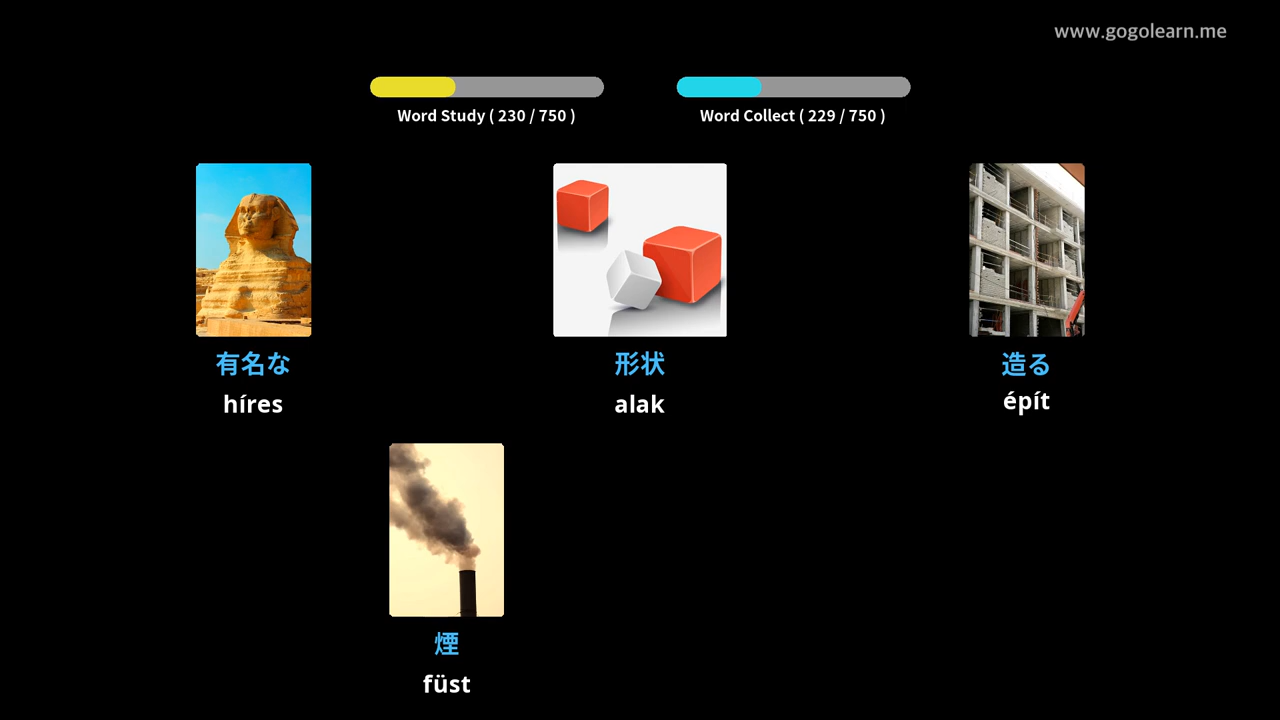 www.gogolearn.me
Word Study ( 230 / 750 )
Word Collect ( 229 / 750 )
有名な
híres
形状
alak
造る
épít
煙
füst